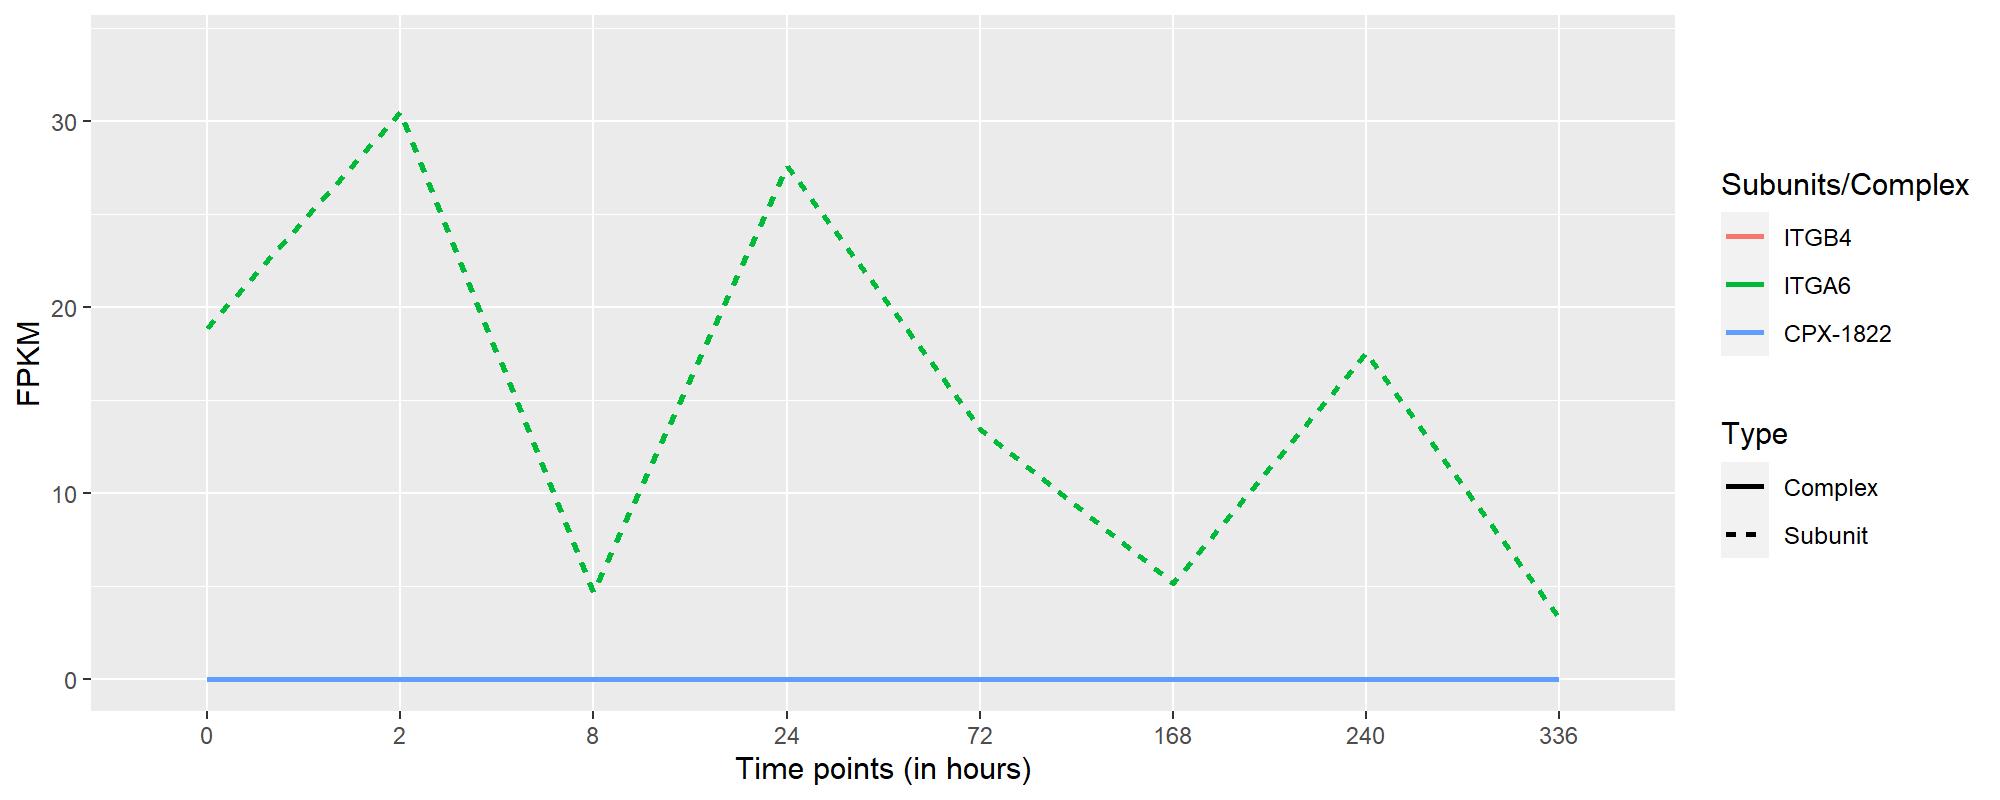 30
20
10
0
FPKM
0 2 8 24 72 168 240 336
Time points (in hours)
Subunits/Complex
ITGB4
ITGA6
CPX-1822
Type
Complex
Subunit